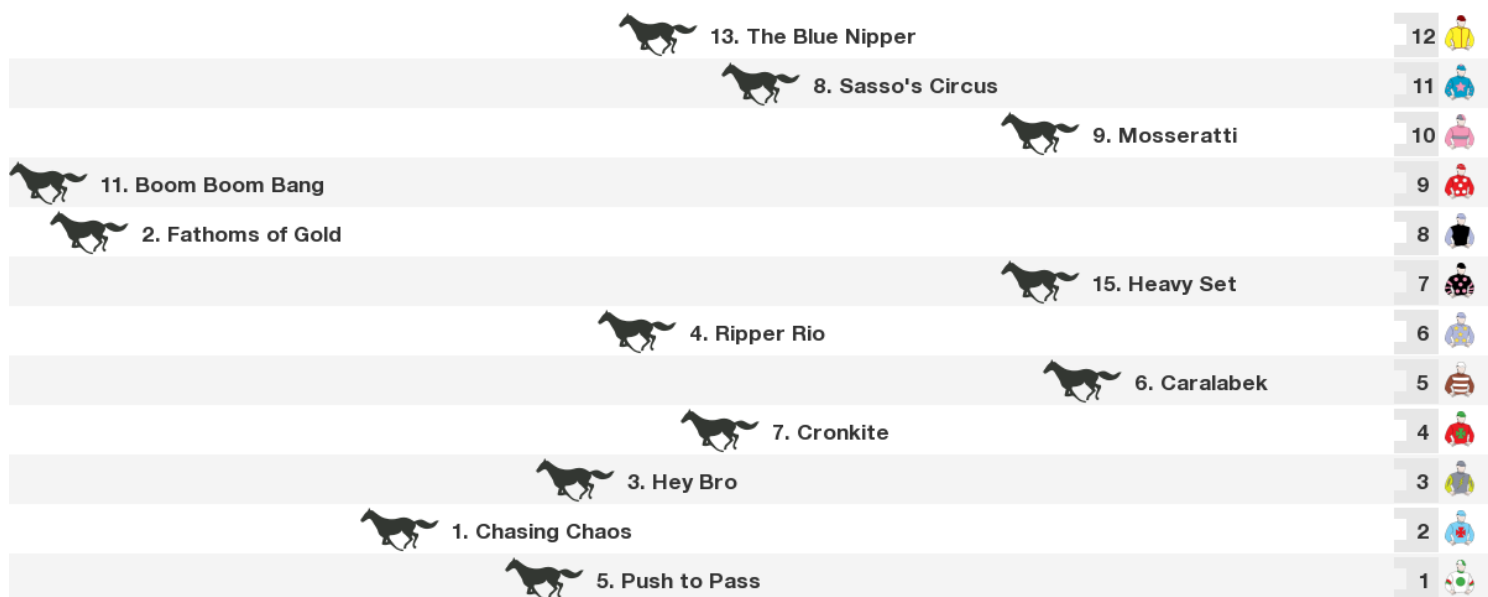 13. The Blue Nipper 12
8. Sasso's Circus 11
9. Mosseratti 10
11. Boom Boom Bang 9
2. Fathoms of Gold 8
15. Heavy Set 7
4. Ripper Rio 6
6. Caralabek 5
7. Cronkite 4
3. Hey Bro 3
1. Chasing Chaos 2
5. Push to Pass 1